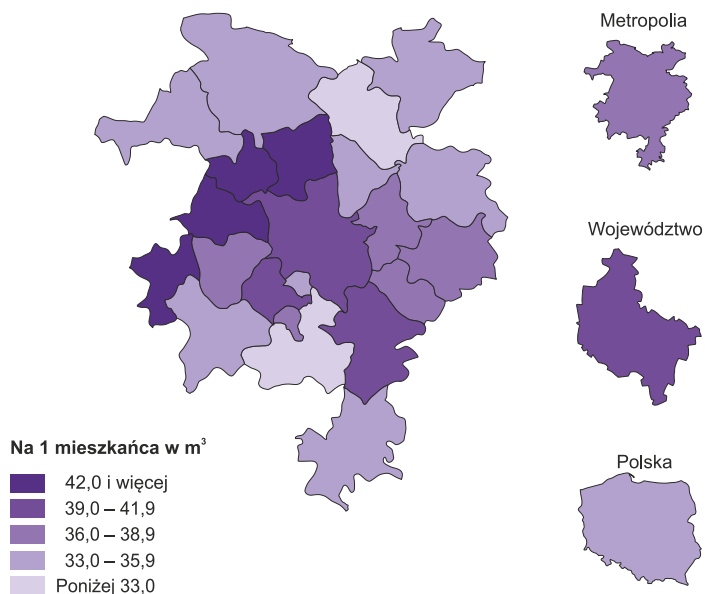 Metropolia
Województwo
Polska
Na 1 mieszkańca w m³
42,0 i więcej
39,0 – 41,9
36,0 – 38,9
33,0 – 35,9
Poniżej 33,0